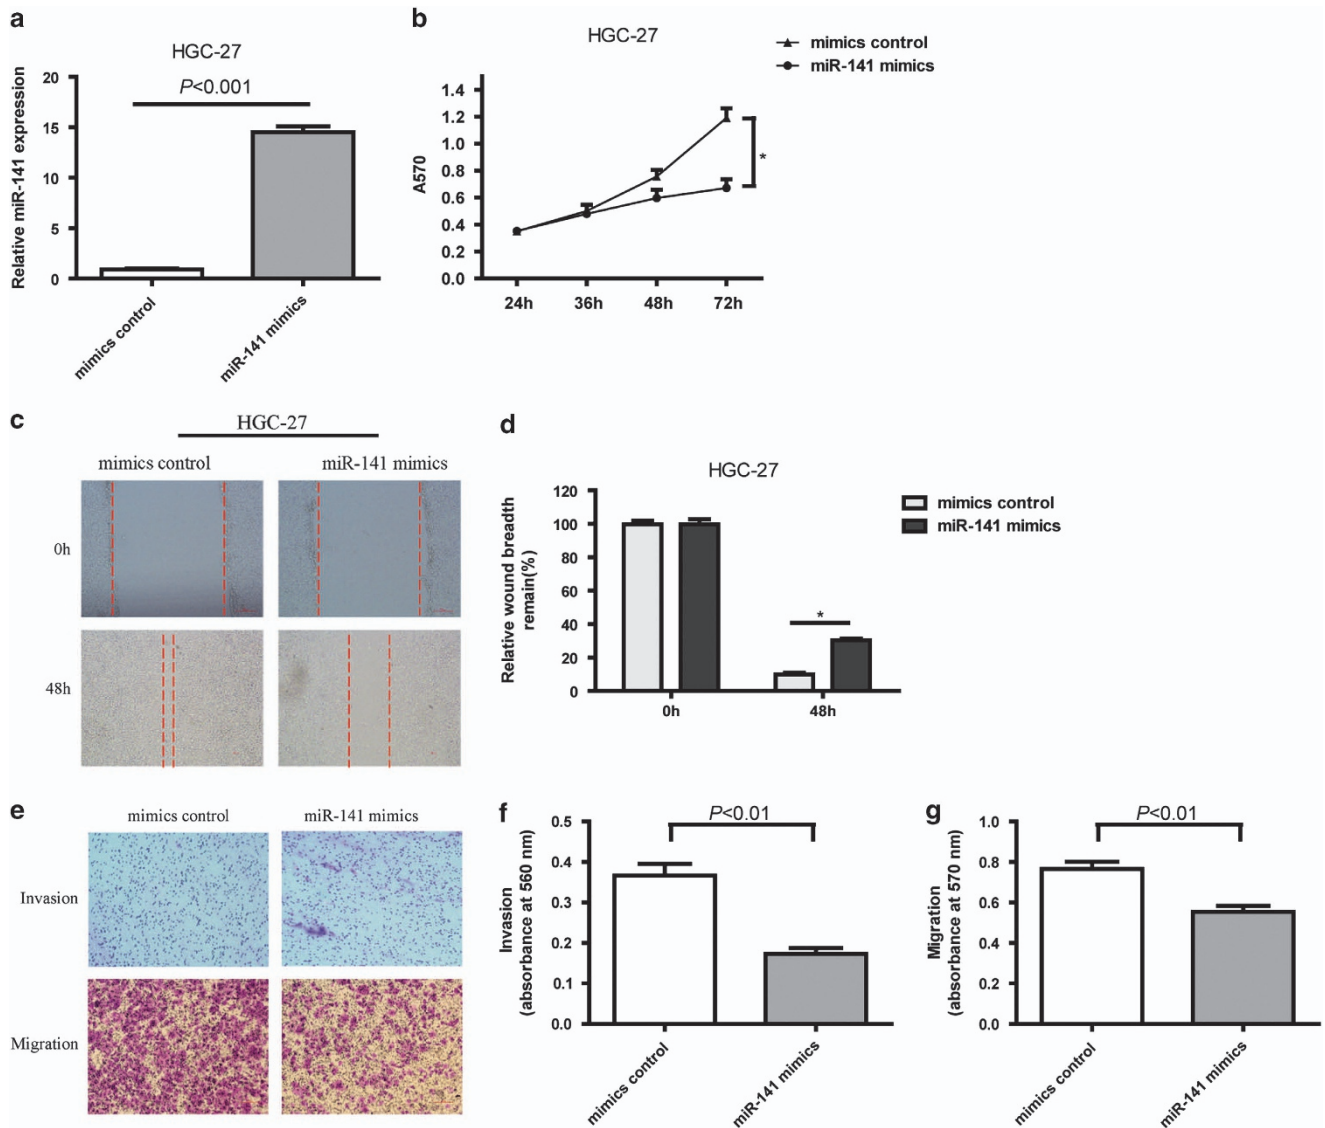 a
HGC-27
P<0.001
Relative miR-141 expression
20
15
10
5
0
mimics control
miR-141 mimics
b
HGC-27
mimics control
miR-141 mimics
A570
1.4
1.2
1.0
0.8
0.6
0.4
0.2
0.0
*
24h
36h
48h
72h
c
HGC-27
mimics control
miR-141 mimics
0h
48h
d
HGC-27
mimics control
miR-141 mimics
Relative wound breadth
remain(%)
120
100
80
60
40
20
0
*
0h
48h
e
mimics control
miR-141 mimics
Invasion
Migration
f
P<0.01
Invasion
(absorbance at 560 nm)
0.5
0.4
0.3
0.2
0.1
0.0
mimics control
miR-141 mimics
g
P<0.01
Migration
(absorbance at 570 nm)
1.0
0.8
0.6
0.4
0.2
0.0
mimics control
miR-141 mimics